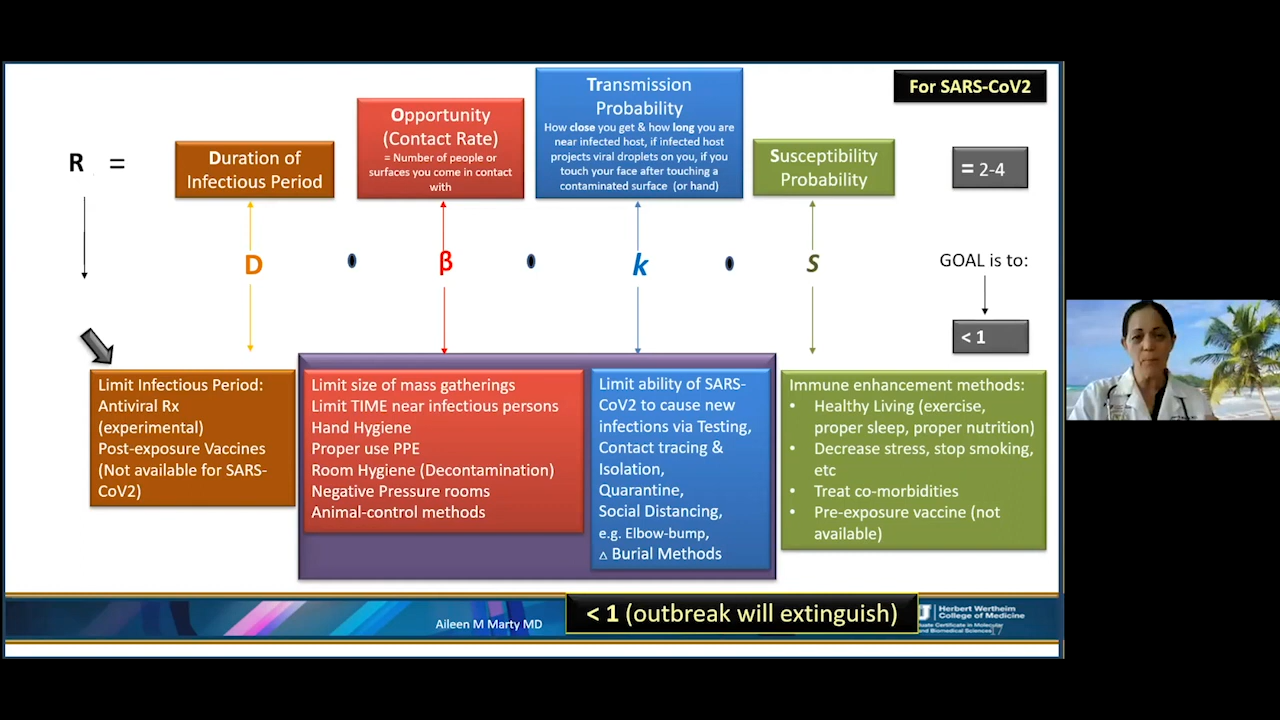 For SARS-CoV2
R =
Duration of
Infectious Period
Opportunity
(Contact Rate)
= Number of people or
surfaces you come in contact
with
Transmission
Probability
How close you get & how long you are
near infected host, if infected host
projects viral droplets on you, if you
touch your face after touching a
contaminated surface (or hand)
Susceptibility
Probability
= 2-4
D • β • k • S
GOAL is to:
< 1
Limit Infectious Period:
Antiviral Rx
(experimental)
Post-exposure Vaccines
(Not available for SARS-
CoV2)
Limit size of mass gatherings
Limit TIME near infectious persons
Hand Hygiene
Proper use PPE
Room Hygiene (Decontamination)
Negative Pressure rooms
Animal-control methods
Limit ability of SARS-
CoV2 to cause new
infections via Testing,
Contact tracing &
Isolation,
Quarantine,
Social Distancing,
e.g. Elbow-bump,
△ Burial Methods
Immune enhancement methods:
• Healthy Living (exercise,
proper sleep, proper nutrition)
• Decrease stress, stop smoking,
etc
• Treat co-morbidities
• Pre-exposure vaccine (not
available)
Aileen M Marty MD
< 1 (outbreak will extinguish)
Herbert Wertheim
College of Medicine
Certificate in Molecular
and Biomedical Sciences
17